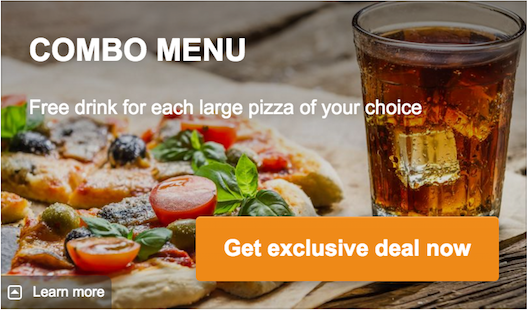 COMBO MENU
Free drink for each large pizza of your choice
Get exclusive deal now
Learn more